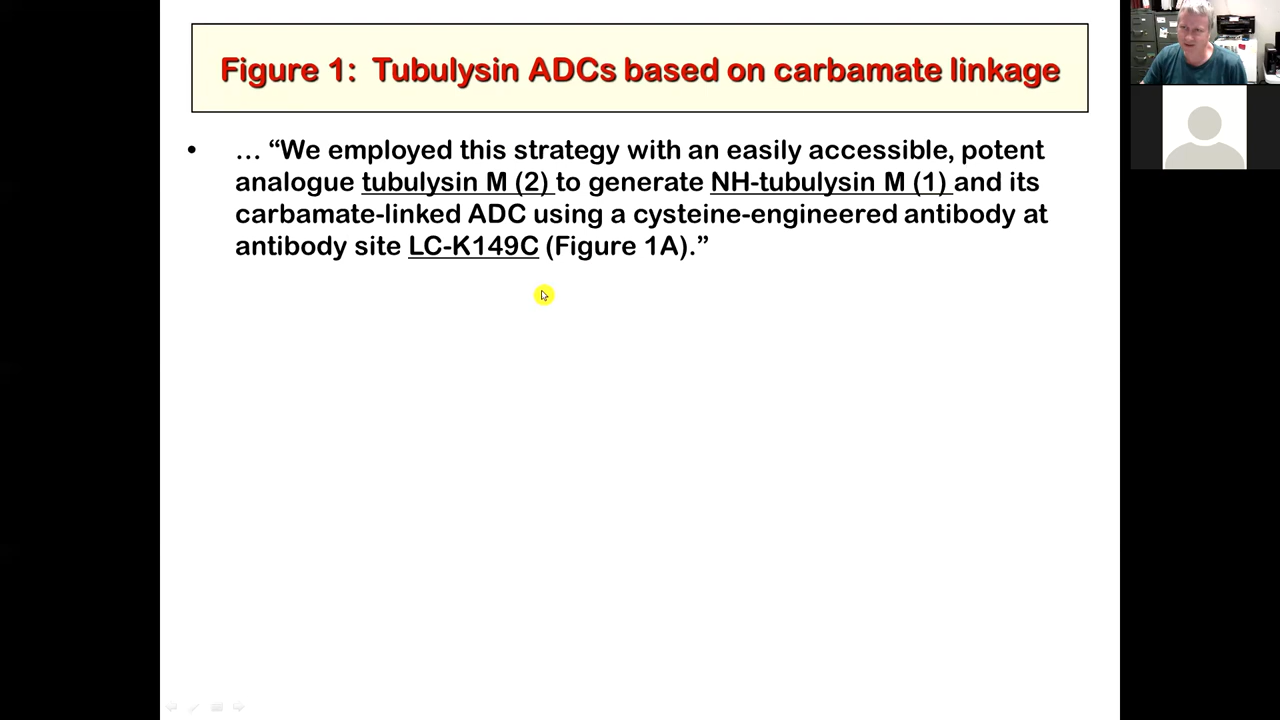 Figure 1: Tubulysin ADCs based on carbamate linkage
• … “We employed this strategy with an easily accessible, potent
analogue tubulysin M (2) to generate NH-tubulysin M (1) and its
carbamate-linked ADC using a cysteine-engineered antibody at
antibody site LC-K149C (Figure 1A).”